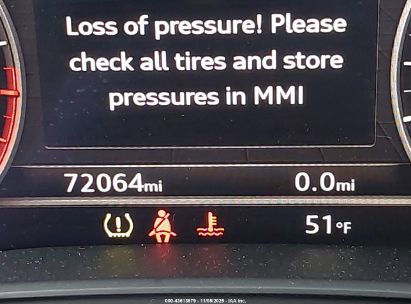 Loss of pressure! Please
check all tires and store
pressures in MMI
72064mi 0.0mi
51°F